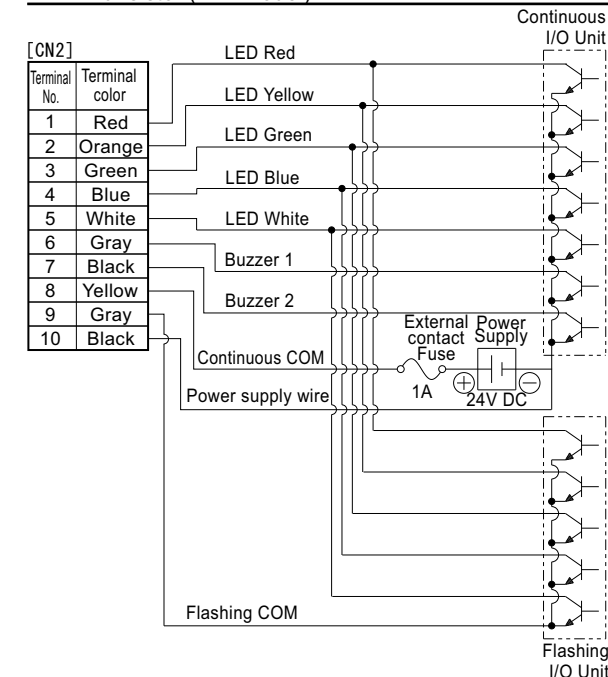 Continuous
I/O Unit
[CN2]
Terminal No. Terminal color
1 Red
2 Orange
3 Green
4 Blue
5 White
6 Gray
7 Black
8 Yellow
9 Gray
10 Black
LED Red
LED Yellow
LED Green
LED Blue
LED White
Buzzer 1
Buzzer 2
External contact
Fuse
1A
Power Supply
+ −
24V DC
Continuous COM
Power supply wire
Flashing COM
Flashing
I/O Unit